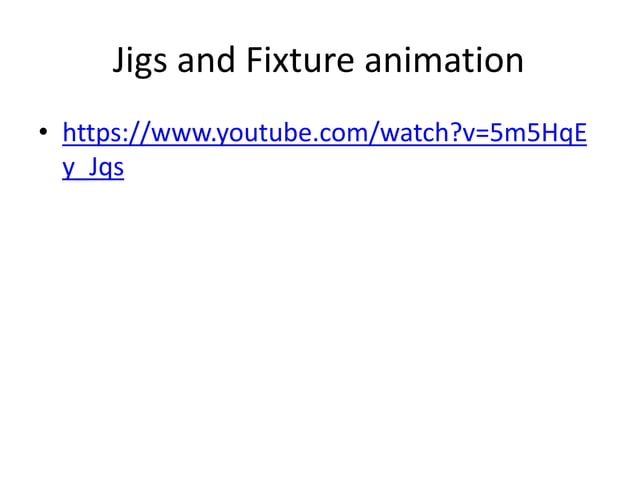 Jigs and Fixture animation
• https://www.youtube.com/watch?v=5m5HqE
y_Jqs